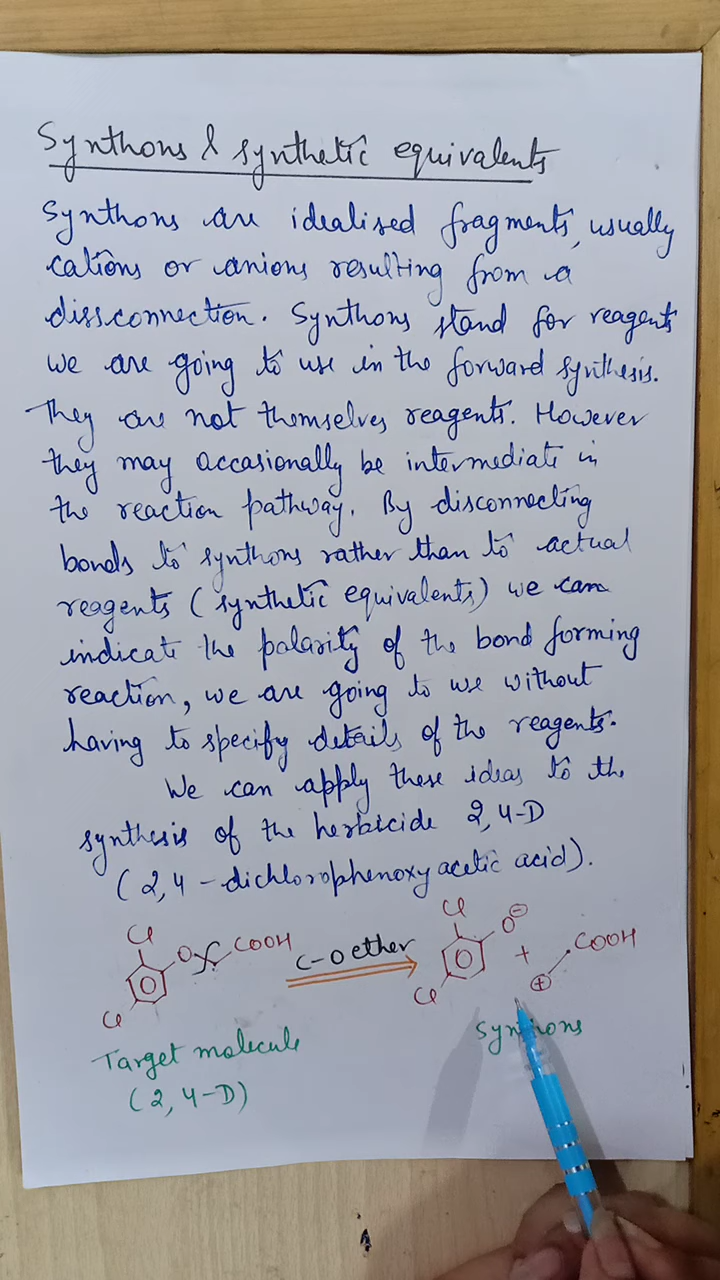 Synthons & synthetic equivalents
Synthons are idealised fragments, usually
cations or anions resulting from a
dissconnection. Synthons stand for reagents
we are going to use in the forward synthesis.
They are not themselves reagents. However
they may accasionally be intermediate in
the reaction pathway. By disconnecting
bonds to synthons rather than to actual
reagents (synthetic equivalents) we can
indicate the polarity of the bond forming
reaction, we are going to use without
having to specify details of the reagents.
We can apply these ideas to the
synthesis of the herbicide 2,4-D
(2,4-dichlorophenoxy acetic acid).
Cl O COOH Cl C-O ether Cl O⊖ + ⊕ COOH Cl
Target molecule Synthons
(2,4-D)